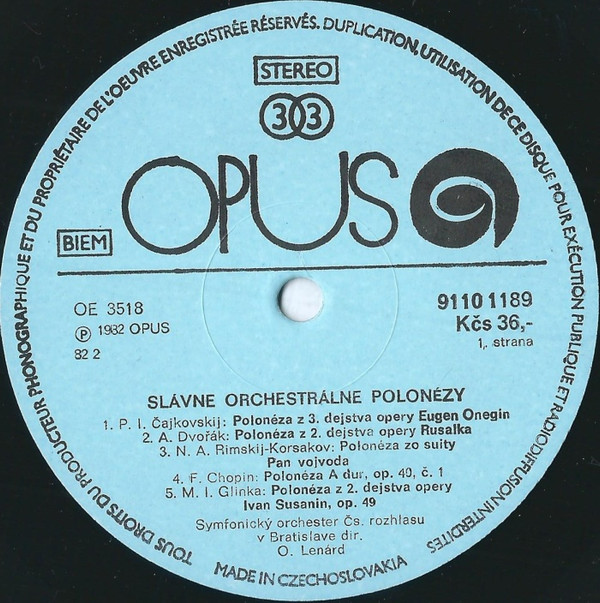 TOUS DROITS DU PRODUCTEUR PHONOGRAPHIQUE ET DU PROPRIÉTAIRE DE L'OEUVRE ENREGISTRÉE RÉSERVÉS. DUPLICATION, UTILISATION DE CE DISQUE POUR EXÉCUTION PUBLIQUE ET RADIODIFFUSION INTERDITES
STEREO
33
OPUS
BIEM
OE 3518
℗ 1982 OPUS
82 2
9110 1189
Kčs 36,-
1. strana
SLÁVNE ORCHESTRÁLNE POLONÉZY
1. P. I. Čajkovskij: Polonéza z 3. dejstva opery Eugen Onegin
2. A. Dvořák: Polonéza z 2. dejstva opery Rusalka
3. N. A. Rimskij-Korsakov: Polonéza zo suity
Pan vojvoda
4. F. Chopin: Polonéza A dur, op. 40, č. 1
5. M. I. Glinka: Polonéza z 2. dejstva opery
Ivan Susanin, op. 49
Symfonický orchester Čs. rozhlasu
v Bratislave dir.
O. Lenárd
MADE IN CZECHOSLOVAKIA